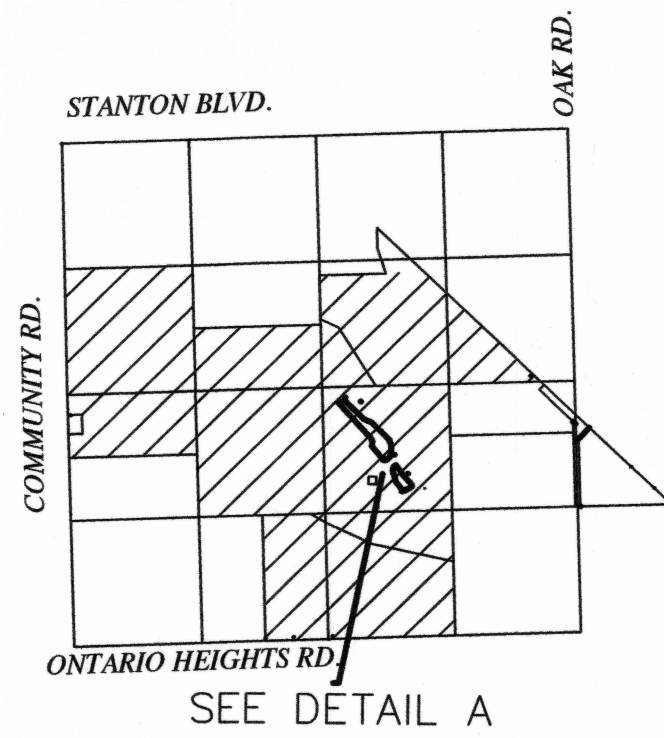 OAK RD.
STANTON BLVD.
COMMUNITY RD.
ONTARIO HEIGHTS RD.
SEE DETAIL A